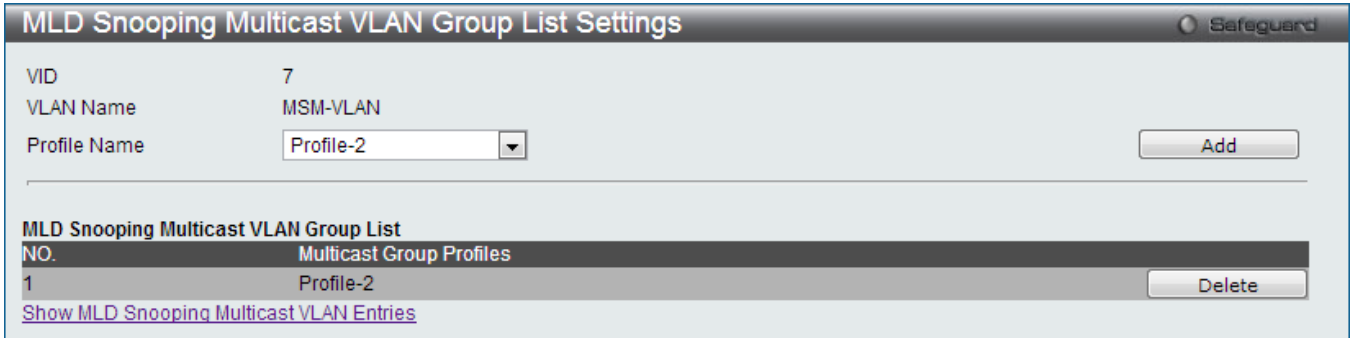 MLD Snooping Multicast VLAN Group List Settings Safeguard
VID 7
VLAN Name MSM-VLAN
Profile Name Profile-2 Add
MLD Snooping Multicast VLAN Group List
NO. Multicast Group Profiles
1 Profile-2 Delete
Show MLD Snooping Multicast VLAN Entries